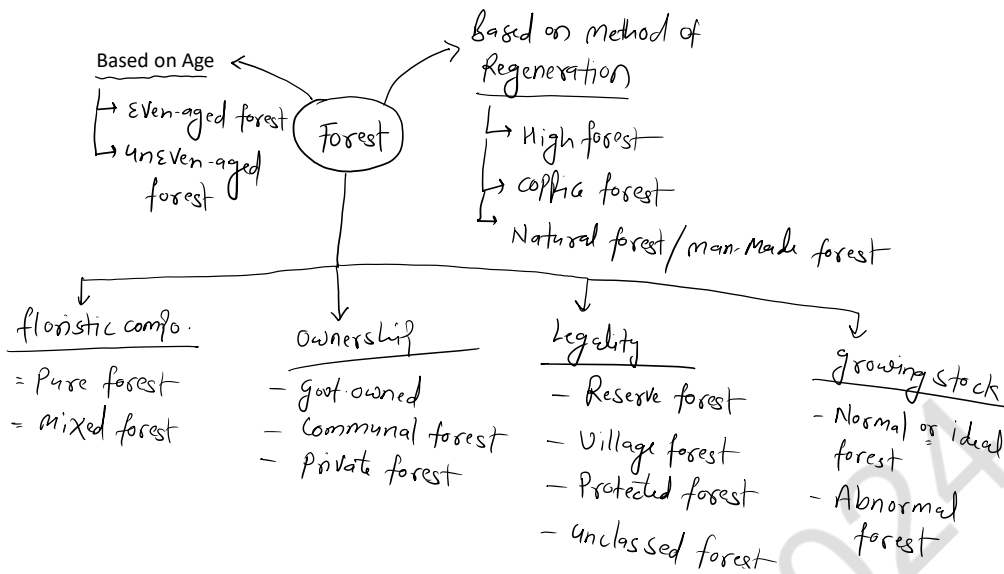 Based on Age
→ Even-aged forest
→ unEven-aged
forest
Forest
Based on Method of
Regeneration
→ High forest
→ Coppice forest
→ Natural forest/man-Made forest
floristic compo.
= Pure forest
= Mixed forest
Ownership
- Govt. owned
- Communal forest
- Private forest
Legality
- Reserve forest
- Village forest
- Protected forest
- unclassed forest
growing stock
- Normal or ideal
forest
- Abnormal
forest
2024